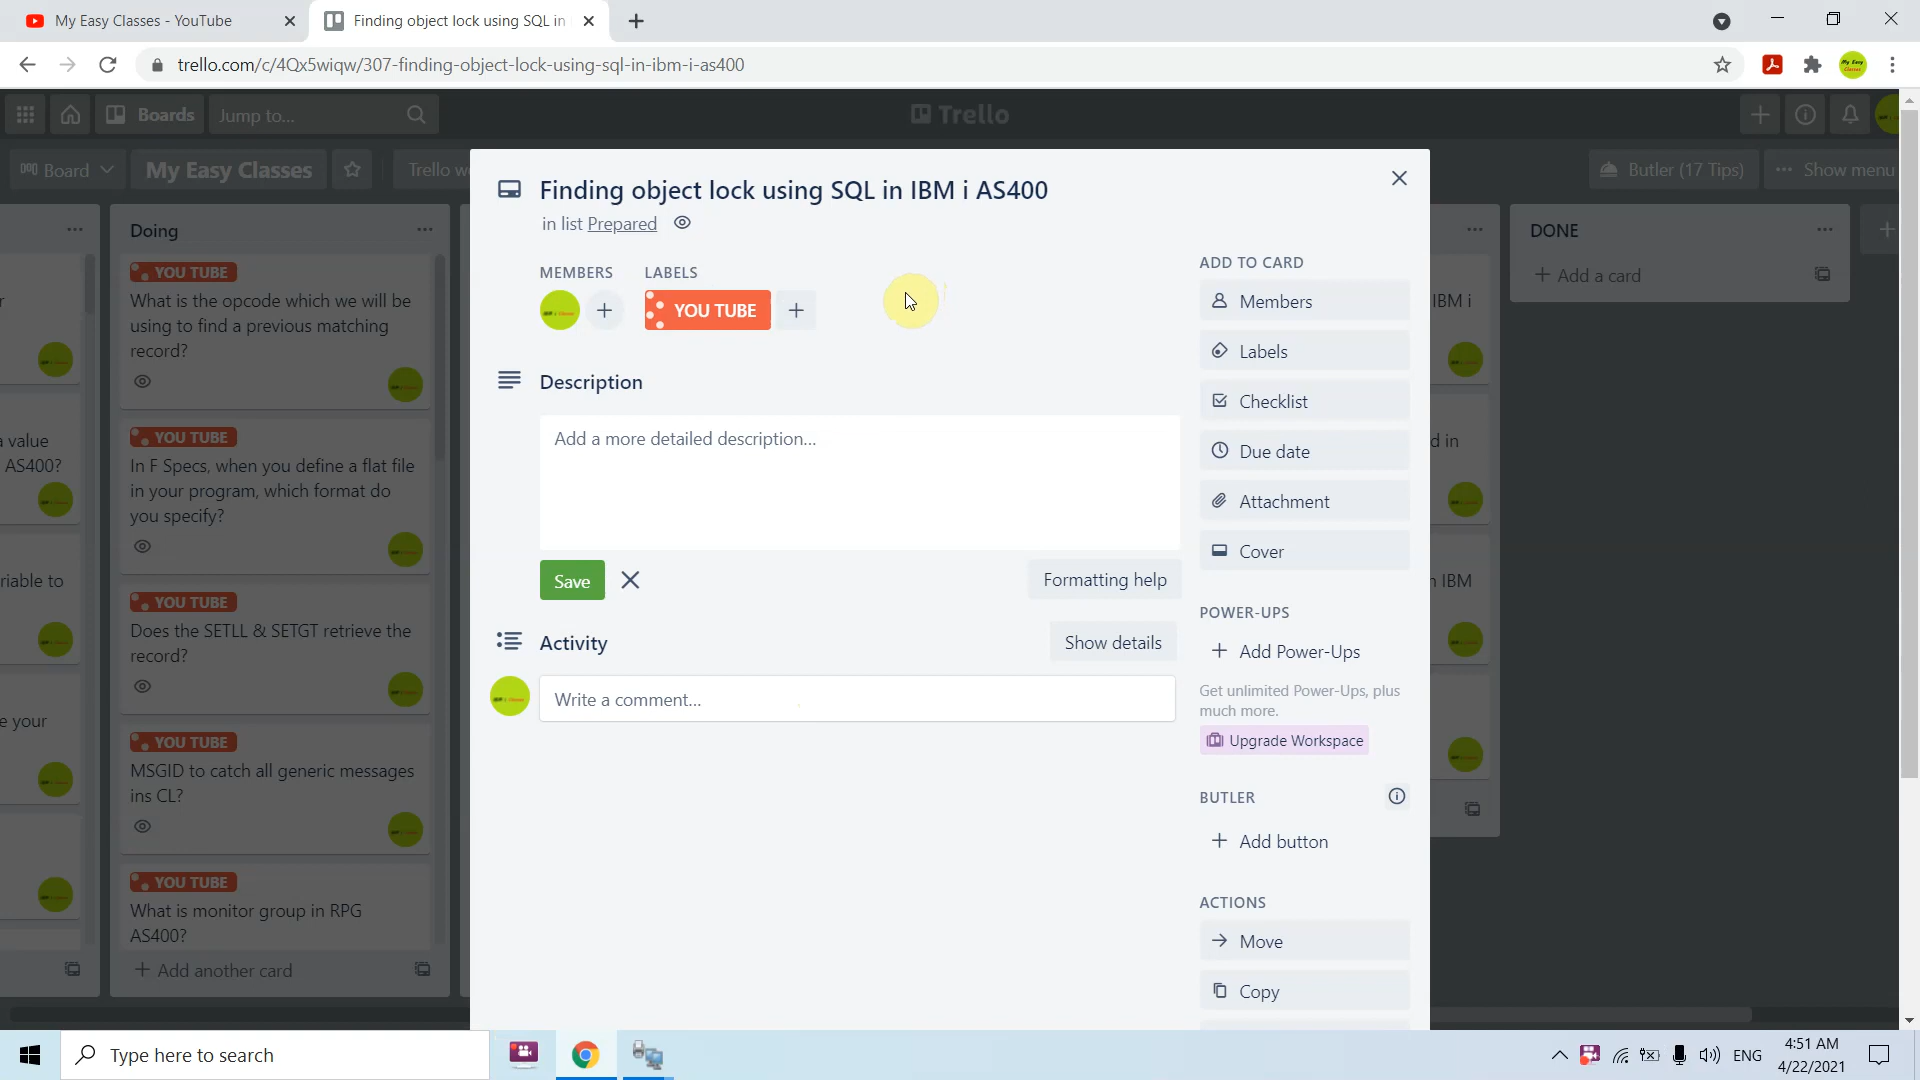 My Easy Classes - YouTube
Finding object lock using SQL in
trello.com/c/4Qx5wiqw/307-finding-object-lock-using-sql-in-ibm-i-as400
Boards
Jump to...
Trello
Board
My Easy Classes
Butler (17 Tips)
Show menu
Finding object lock using SQL in IBM i AS400
in list Prepared
MEMBERS
LABELS
YOU TUBE
Description
Add a more detailed description...
Save
Formatting help
Activity
Show details
Write a comment...
ADD TO CARD
Members
Labels
Checklist
Due date
Attachment
Cover
POWER-UPS
Add Power-Ups
Get unlimited Power-Ups, plus
much more.
Upgrade Workspace
BUTLER
Add button
ACTIONS
Move
Copy
a value
AS400?
riable to
e your
Doing
YOU TUBE
What is the opcode which we will be
using to find a previous matching
record?
YOU TUBE
In F Specs, when you define a flat file
in your program, which format do
you specify?
YOU TUBE
Does the SETLL & SETGT retrieve the
record?
YOU TUBE
MSGID to catch all generic messages
ins CL?
YOU TUBE
What is monitor group in RPG
AS400?
Add another card
IBM i
d in
IBM
DONE
Add a card
Type here to search
ENG
4:51 AM
4/22/2021